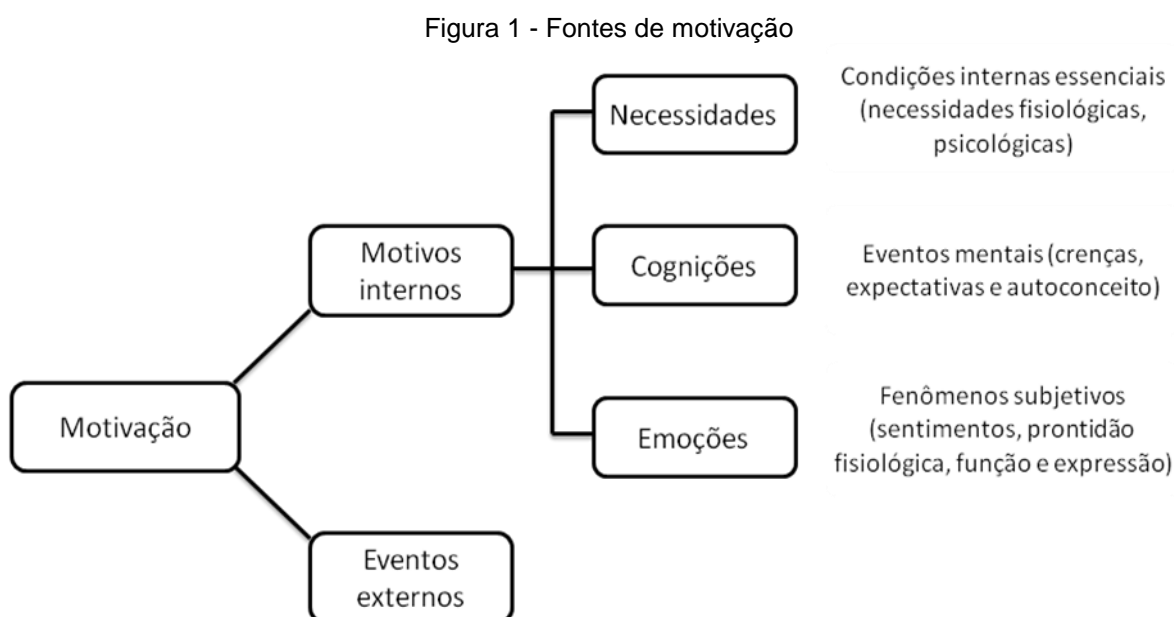 Figura 1 - Fontes de motivação
Necessidades
Condições internas essenciais
(necessidades fisiológicas,
psicológicas)
Motivos
internos
Cognições
Eventos mentais (crenças,
expectativas e autoconceito)
Motivação
Emoções
Fenômenos subjetivos
(sentimentos, prontidão
fisiológica, função e expressão)
Eventos
externos